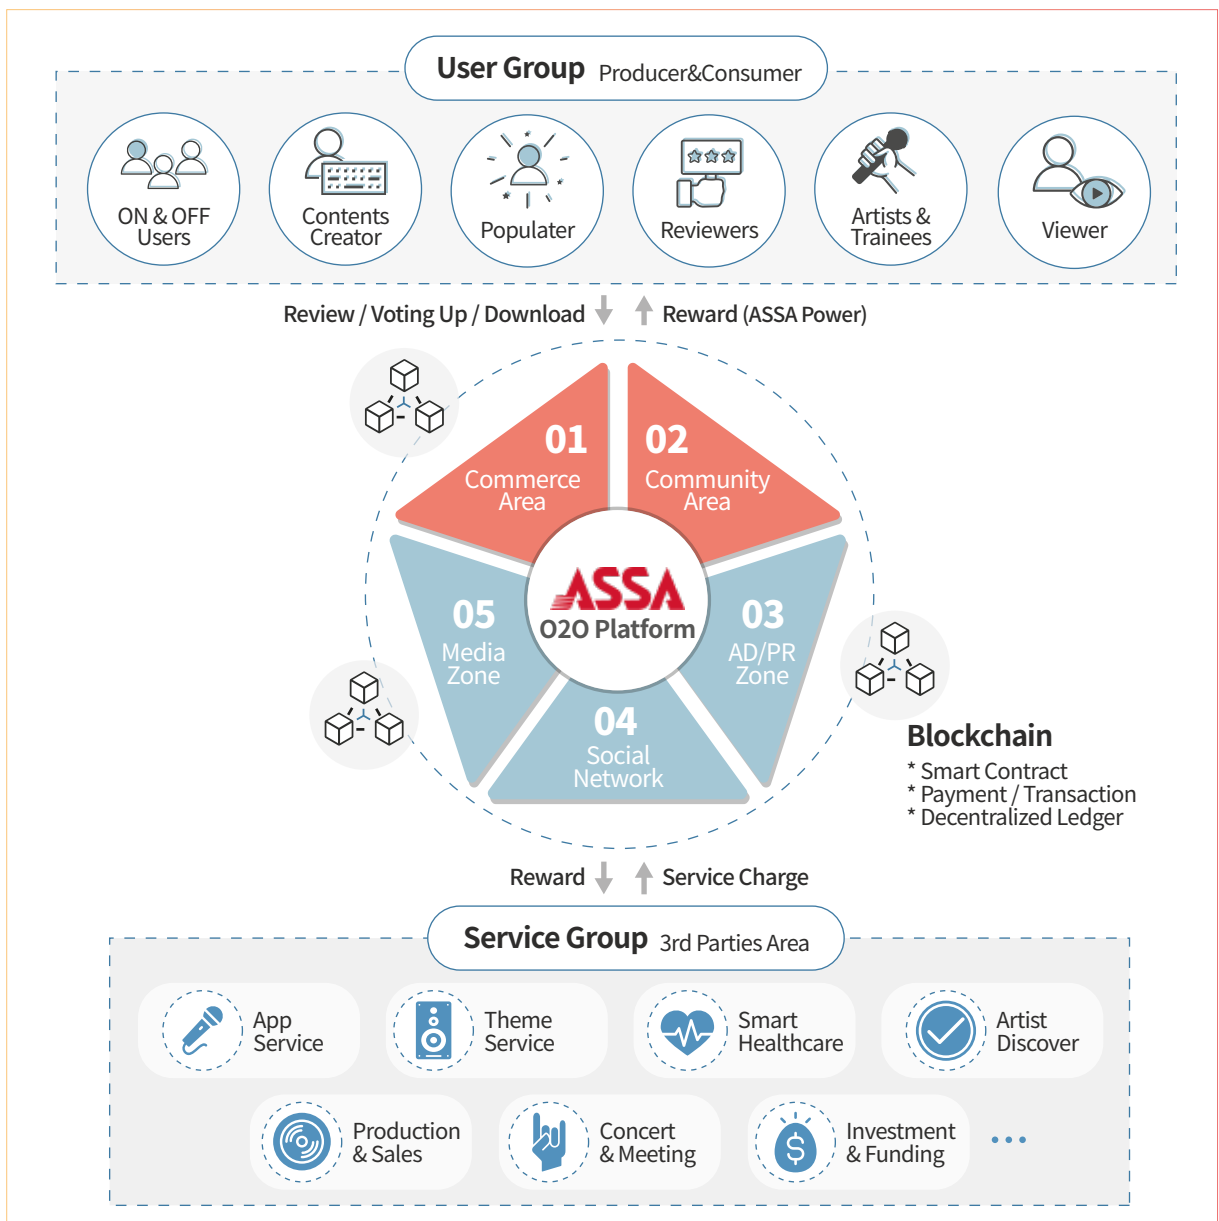 User Group Producer&Consumer
ON & OFF
Users
Contents
Creator
Populater
Reviewers
Artists &
Trainees
Viewer
Review / Voting Up / Download
Reward (ASSA Power)
01
Commerce
Area
02
Community
Area
ASSA
O2O Platform
05
Media
Zone
03
AD/PR
Zone
04
Social
Network
Blockchain
* Smart Contract
* Payment / Transaction
* Decentralized Ledger
Reward
Service Charge
Service Group 3rd Parties Area
App
Service
Theme
Service
Smart
Healthcare
Artist
Discover
Production
& Sales
Concert
& Meeting
Investment
& Funding
$
...